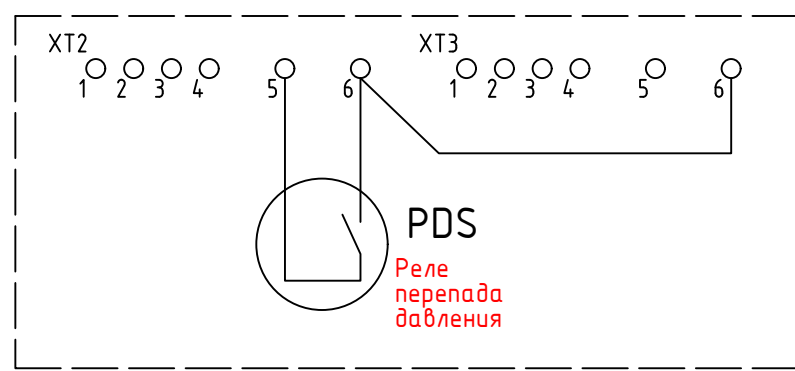 XT2
XT3
1 2 3 4 5 6 1 2 3 4 5 6
PDS
Реле
перепада
давления